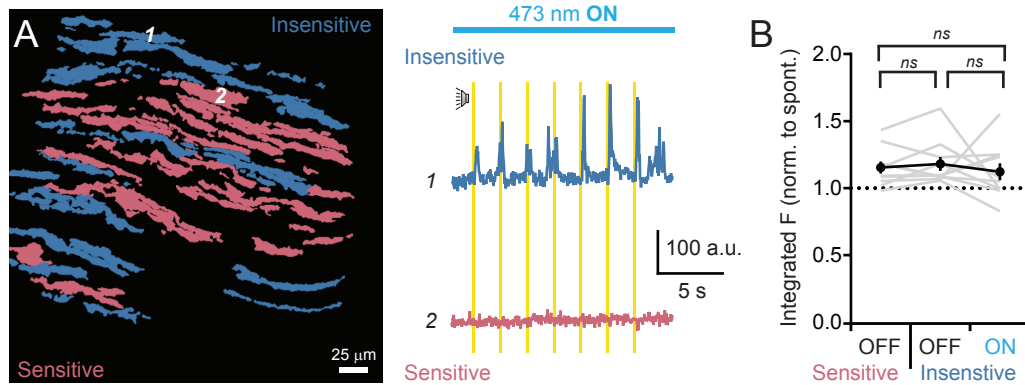 A
Insensitive
1
2
25 μm
Sensitive
473 nm ON
Insensitive
1
100 a.u.
5 s
2
Sensitive
B
ns
ns
ns
Integrated F (norm. to spont.)
2.0
1.5
1.0
0.5
0.0
OFF OFF ON
Sensitive Insenstive